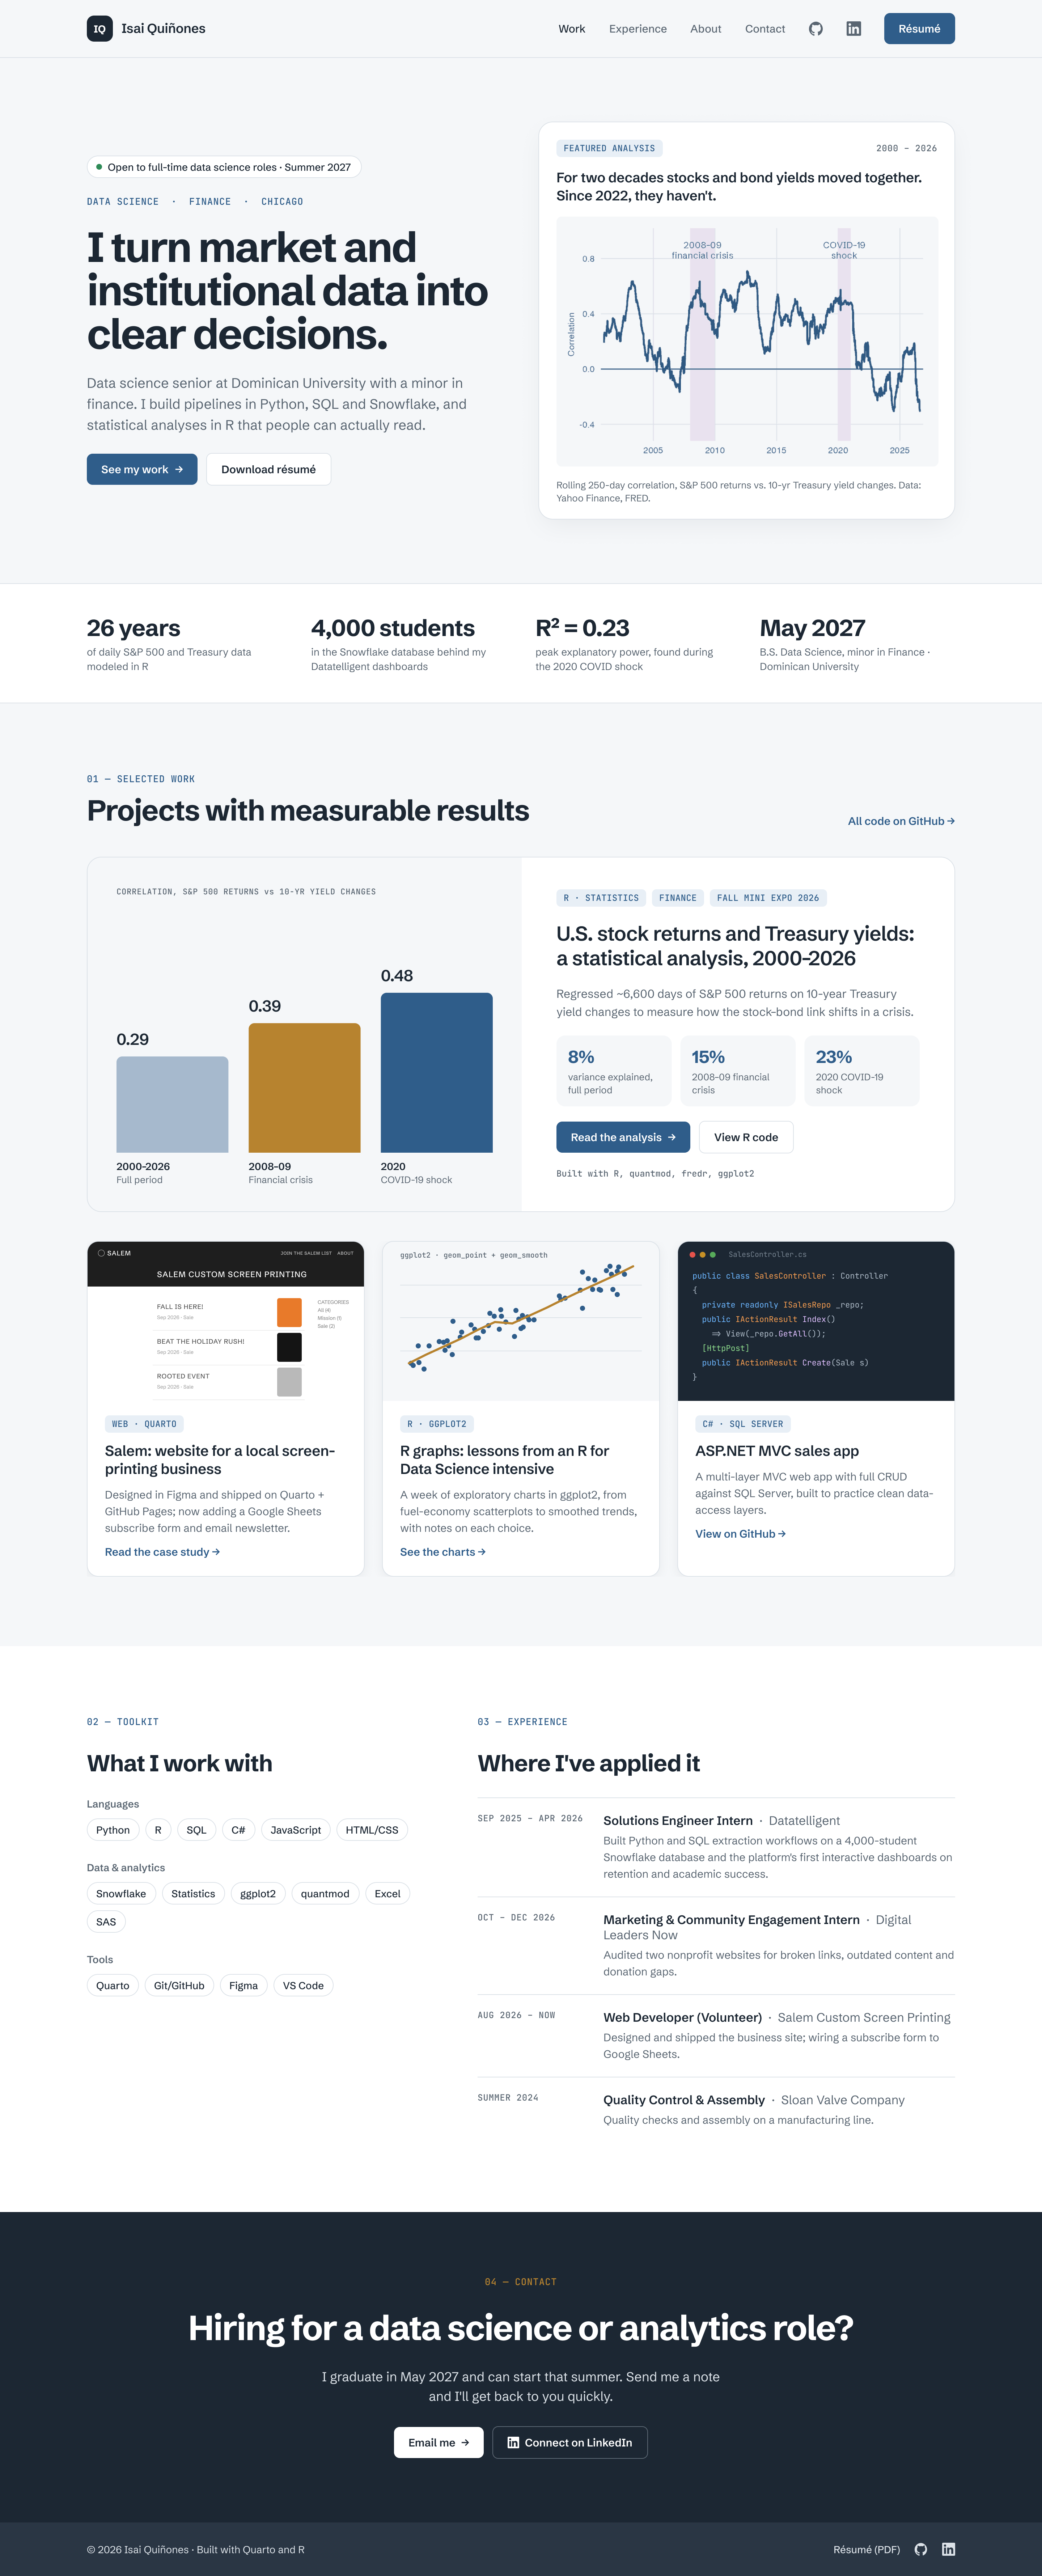 IQ Isai Quiñones
Work Experience About Contact Résumé
Open to full-time data science roles · Summer 2027
DATA SCIENCE · FINANCE · CHICAGO
I turn market and
institutional data into
clear decisions.
Data science senior at Dominican University with a minor in
finance. I build pipelines in Python, SQL and Snowflake, and
statistical analyses in R that people can actually read.
See my work →
Download résumé
FEATURED ANALYSIS
2000 – 2026
For two decades stocks and bond yields moved together.
Since 2022, they haven't.
2008-09
financial crisis
COVID-19
shock
0.8
0.4
0.0
-0.4
Correlation
2005 2010 2015 2020 2025
Rolling 250-day correlation, S&P 500 returns vs. 10-yr Treasury yield changes. Data:
Yahoo Finance, FRED.
26 years
of daily S&P 500 and Treasury data
modeled in R
4,000 students
in the Snowflake database behind my
Datatelligent dashboards
R² = 0.23
peak explanatory power, found during
the 2020 COVID shock
May 2027
B.S. Data Science, minor in Finance ·
Dominican University
01 — SELECTED WORK
Projects with measurable results
All code on GitHub →
CORRELATION, S&P 500 RETURNS vs 10-YR YIELD CHANGES
0.29
0.39
0.48
2000–2026
Full period
2008–09
Financial crisis
2020
COVID-19 shock
R · STATISTICS
FINANCE
FALL MINI EXPO 2026
U.S. stock returns and Treasury yields:
a statistical analysis, 2000–2026
Regressed ~6,600 days of S&P 500 returns on 10-year Treasury
yield changes to measure how the stock–bond link shifts in a crisis.
8%
variance explained,
full period
15%
2008–09 financial
crisis
23%
2020 COVID-19
shock
Read the analysis →
View R code
Built with R, quantmod, fredr, ggplot2
SALEM
JOIN THE SALEM LIST ABOUT
SALEM CUSTOM SCREEN PRINTING
FALL IS HERE!
Sep 2026 · Sale
BEAT THE HOLIDAY RUSH!
Sep 2026 · Sale
ROOTED EVENT
Sep 2026 · Sale
CATEGORIES
All (4)
Mission (1)
Sale (2)
WEB · QUARTO
Salem: website for a local screen-
printing business
Designed in Figma and shipped on Quarto +
GitHub Pages; now adding a Google Sheets
subscribe form and email newsletter.
Read the case study →
ggplot2 · geom_point + geom_smooth
R · GGPLOT2
R graphs: lessons from an R for
Data Science intensive
A week of exploratory charts in ggplot2, from
fuel-economy scatterplots to smoothed trends,
with notes on each choice.
See the charts →
SalesController.cs
public class SalesController : Controller
{
private readonly ISalesRepo _repo;
public IActionResult Index()
=> View(_repo.GetAll());
[HttpPost]
public IActionResult Create(Sale s)
}
C# · SQL SERVER
ASP.NET MVC sales app
A multi-layer MVC web app with full CRUD
against SQL Server, built to practice clean data-
access layers.
View on GitHub →
02 — TOOLKIT
What I work with
Languages
Python R SQL C# JavaScript HTML/CSS
Data & analytics
Snowflake Statistics ggplot2 quantmod Excel
SAS
Tools
Quarto Git/GitHub Figma VS Code
03 — EXPERIENCE
Where I've applied it
SEP 2025 – APR 2026
Solutions Engineer Intern · Datatelligent
Built Python and SQL extraction workflows on a 4,000-student
Snowflake database and the platform's first interactive dashboards on
retention and academic success.
OCT – DEC 2026
Marketing & Community Engagement Intern · Digital
Leaders Now
Audited two nonprofit websites for broken links, outdated content and
donation gaps.
AUG 2026 – NOW
Web Developer (Volunteer) · Salem Custom Screen Printing
Designed and shipped the business site; wiring a subscribe form to
Google Sheets.
SUMMER 2024
Quality Control & Assembly · Sloan Valve Company
Quality checks and assembly on a manufacturing line.
04 — CONTACT
Hiring for a data science or analytics role?
I graduate in May 2027 and can start that summer. Send me a note
and I'll get back to you quickly.
Email me →
Connect on LinkedIn
© 2026 Isai Quiñones · Built with Quarto and R
Résumé (PDF)